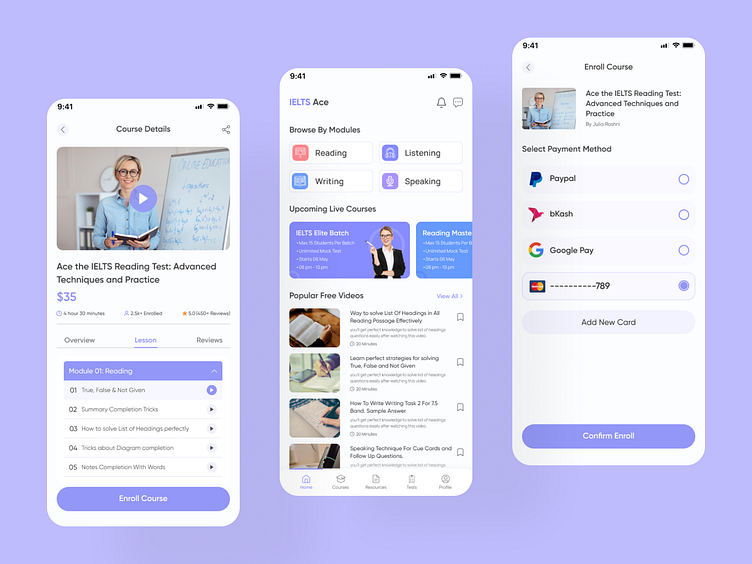 9:41
Course Details
Ace the IELTS Reading Test: Advanced
Techniques and Practice
$35
4 hour 30 minutes
2.5k+ Enrolled
5.0 (450+ Reviews)
Overview
Lesson
Reviews
Module 01: Reading
01 True, False & Not Given
02 Summary Completion Tricks
03 How to solve List of Headings perfectly
04 Tricks about Diagram completion
05 Notes Completion With Words
Enroll Course
9:41
IELTS Ace
Browse By Modules
Reading
Listening
Writing
Speaking
Upcoming Live Courses
IELTS Elite Batch
• Max 15 Students Per Batch
• Unlimited Mock Test
• Starts 08 May
• 08 pm - 13 pm
Reading Maste
• Max 15 Students Per B
• Unlimited Mock Test
• Starts 08 May
• 08 pm - 13 pm
Popular Free Videos
View All >
Way to solve List Of Headings in All
Reading Passage Effectively
you'll get perfect knowledge to solve list of headings
questions easily after watching this video.
20 Minutes
Learn perfect strategies for solving
True, False and Not Given
you'll get perfect knowledge to solve list of headings
questions easily after watching this video.
20 Minutes
How To Write Writing Task 2 For 7.5
Band. Sample Answer
you'll get perfect knowledge to solve list of headings
questions easily after watching this video.
20 Minutes
Speaking Technique For Cue Cards and
Follow Up Questions.
you'll get perfect knowledge to solve list of headings
Home
Courses
Resources
Tests
Profile
9:41
Enroll Course
Ace the IELTS Reading Test:
Advanced Techniques and
Practice
By Julia Roshni
Select Payment Method
Paypal
bKash
Google Pay
----------789
Add New Card
Confirm Enroll